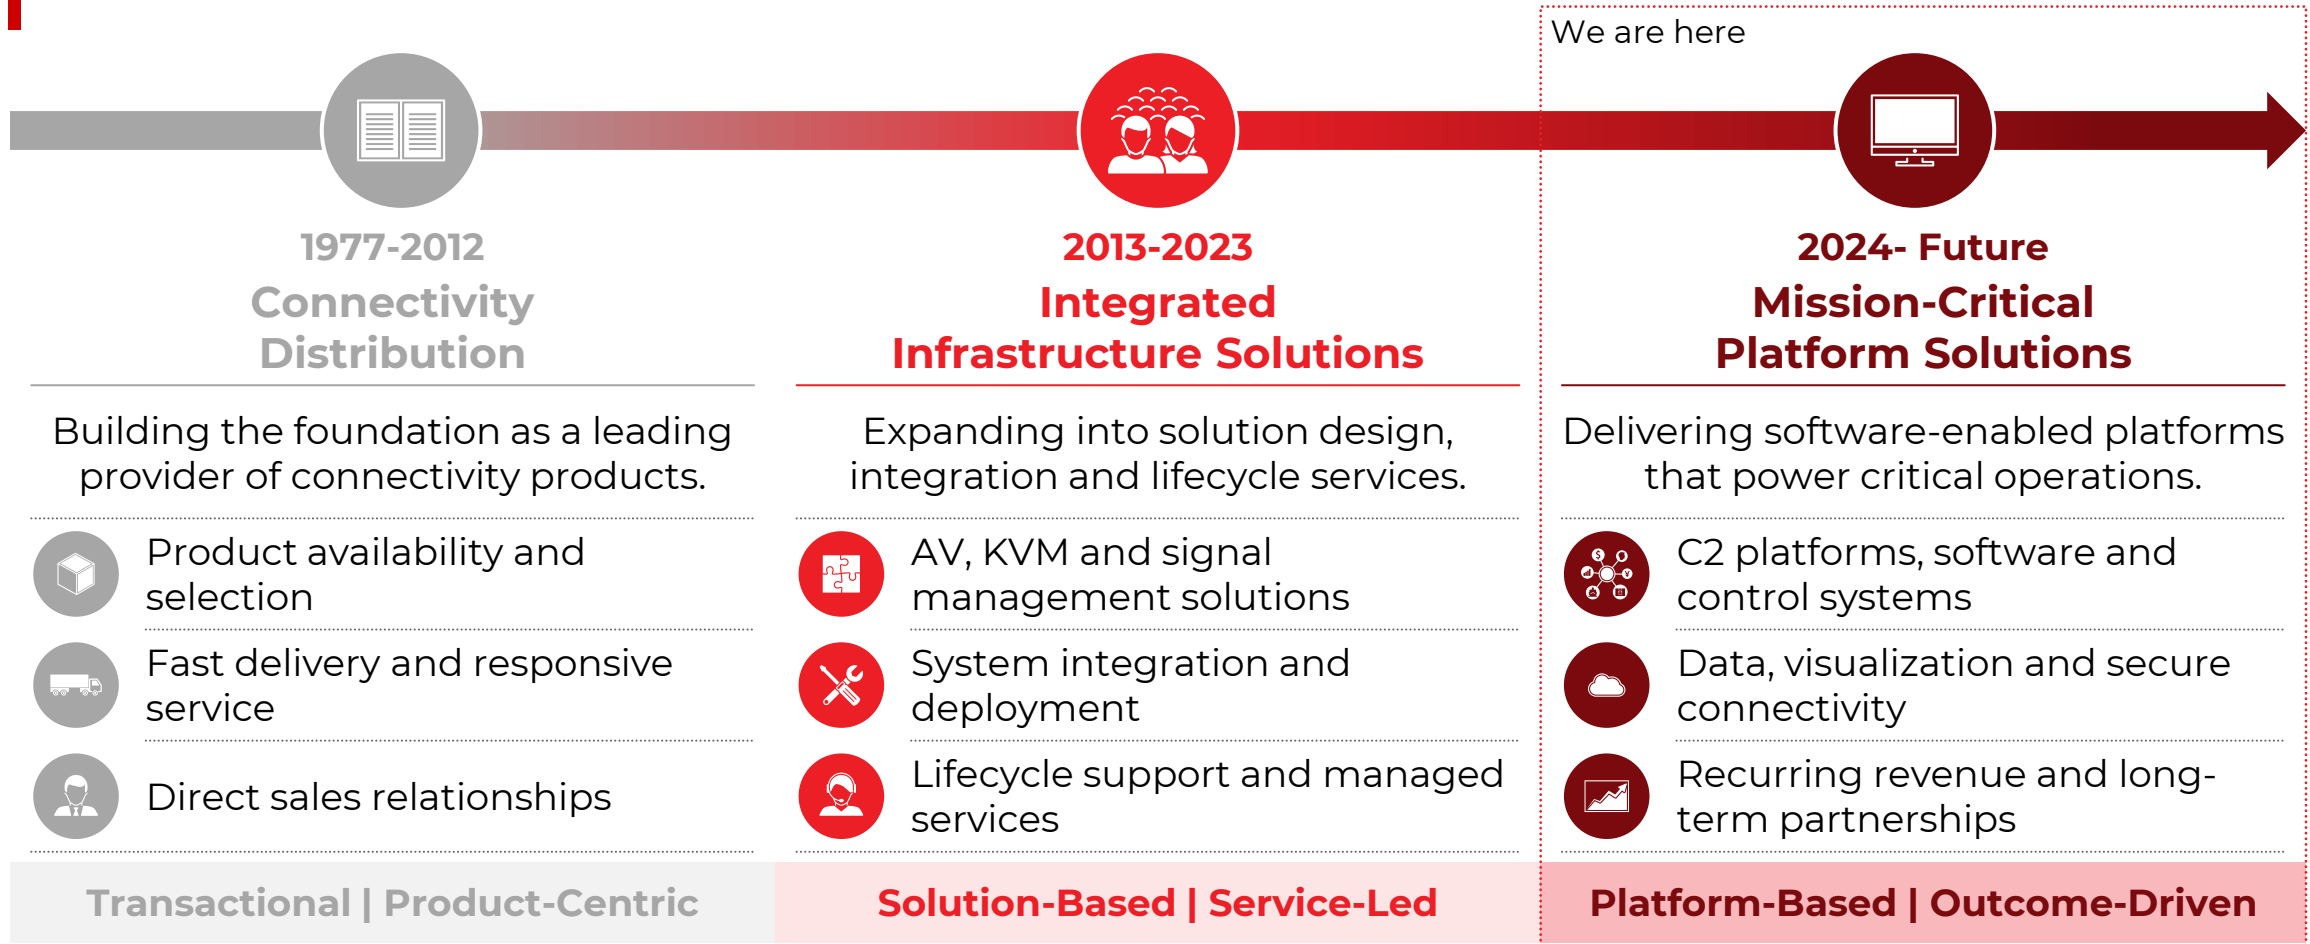 We are here
1977-2012
Connectivity
Distribution
Building the foundation as a leading
provider of connectivity products.
Product availability and
selection
Fast delivery and responsive
service
Direct sales relationships
Transactional | Product-Centric
2013-2023
Integrated
Infrastructure Solutions
Expanding into solution design,
integration and lifecycle services.
AV, KVM and signal
management solutions
System integration and
deployment
Lifecycle support and managed
services
Solution-Based | Service-Led
2024- Future
Mission-Critical
Platform Solutions
Delivering software-enabled platforms
that power critical operations.
C2 platforms, software and
control systems
Data, visualization and secure
connectivity
Recurring revenue and long-
term partnerships
Platform-Based | Outcome-Driven